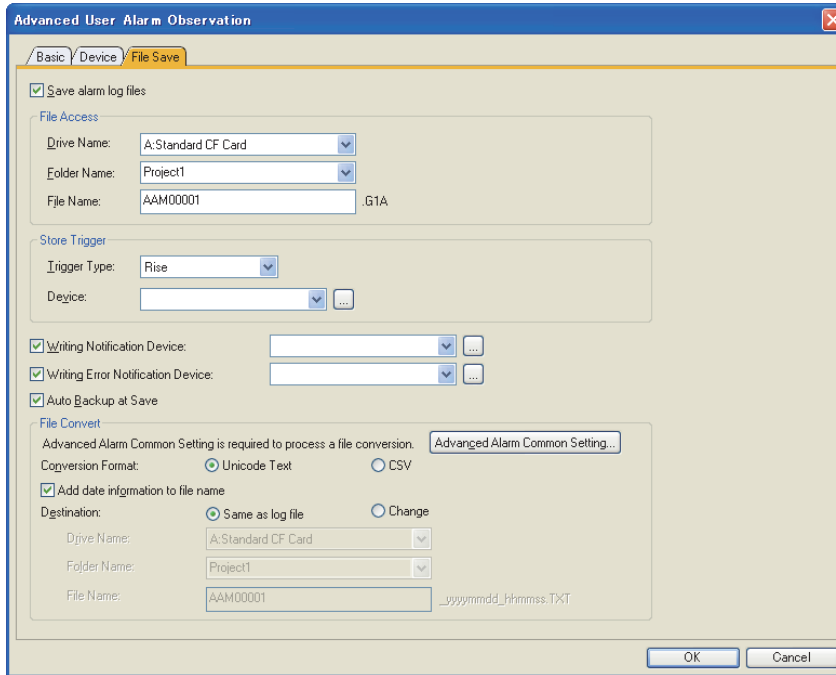 Advanced User Alarm Observation
Basic Device File Save
Save alarm log files
File Access
Drive Name: A:Standard CF Card
Folder Name: Project1
File Name: AAM00001 .G1A
Store Trigger
Trigger Type: Rise
Device: ...
Writing Notification Device: ...
Writing Error Notification Device: ...
Auto Backup at Save
File Convert
Advanced Alarm Common Setting is required to process a file conversion. Advanced Alarm Common Setting...
Conversion Format: Unicode Text CSV
Add date information to file name
Destination: Same as log file Change
Drive Name: A:Standard CF Card
Folder Name: Project1
File Name: AAM00001 _yyyymmdd_hhmmss.TXT
OK Cancel